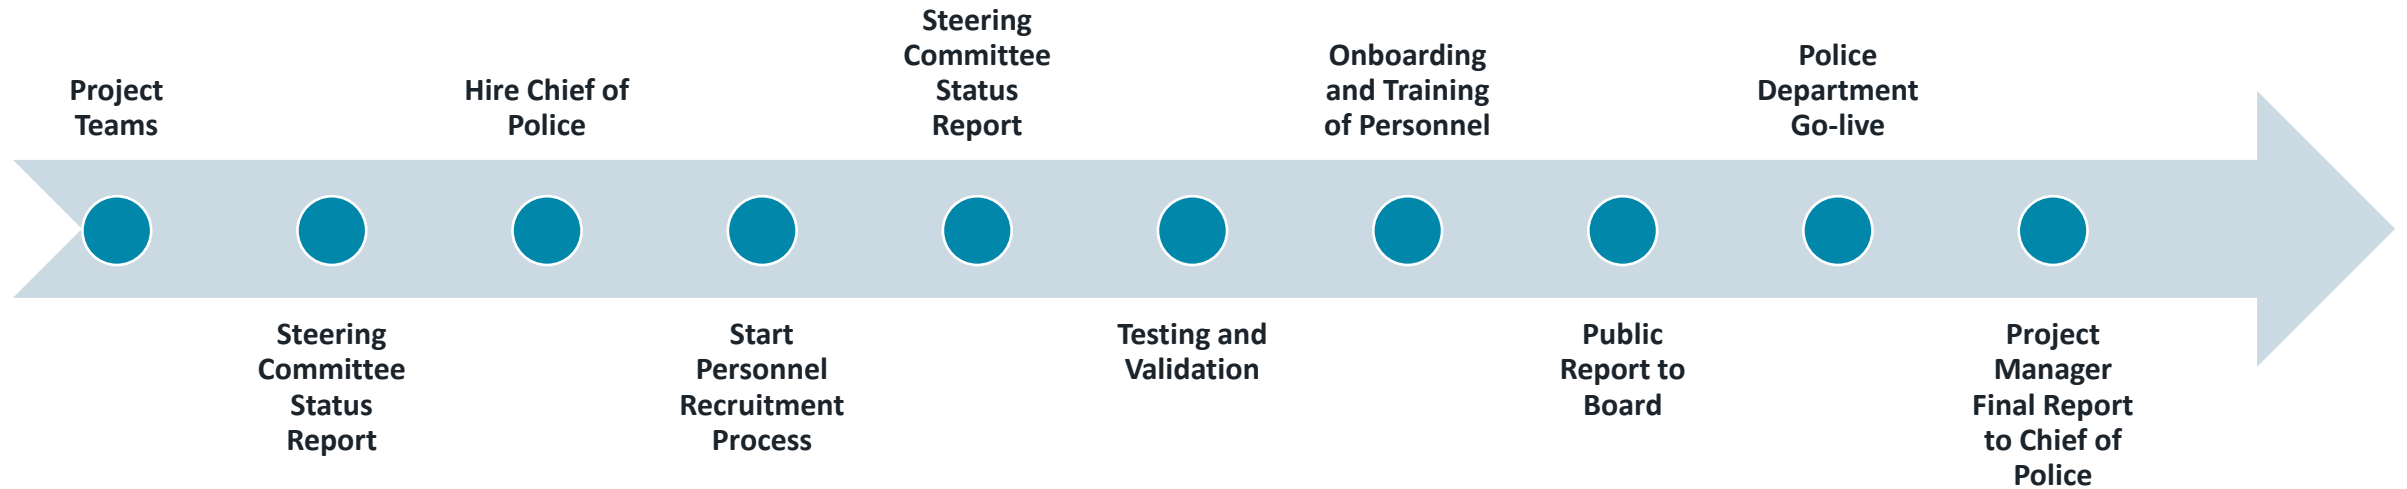 Project
Teams
Steering
Committee
Status
Report
Hire Chief of
Police
Start
Personnel
Recruitment
Process
Steering
Committee
Status
Report
Testing and
Validation
Onboarding
and Training
of Personnel
Public
Report to
Board
Police
Department
Go-live
Project
Manager
Final Report
to Chief of
Police